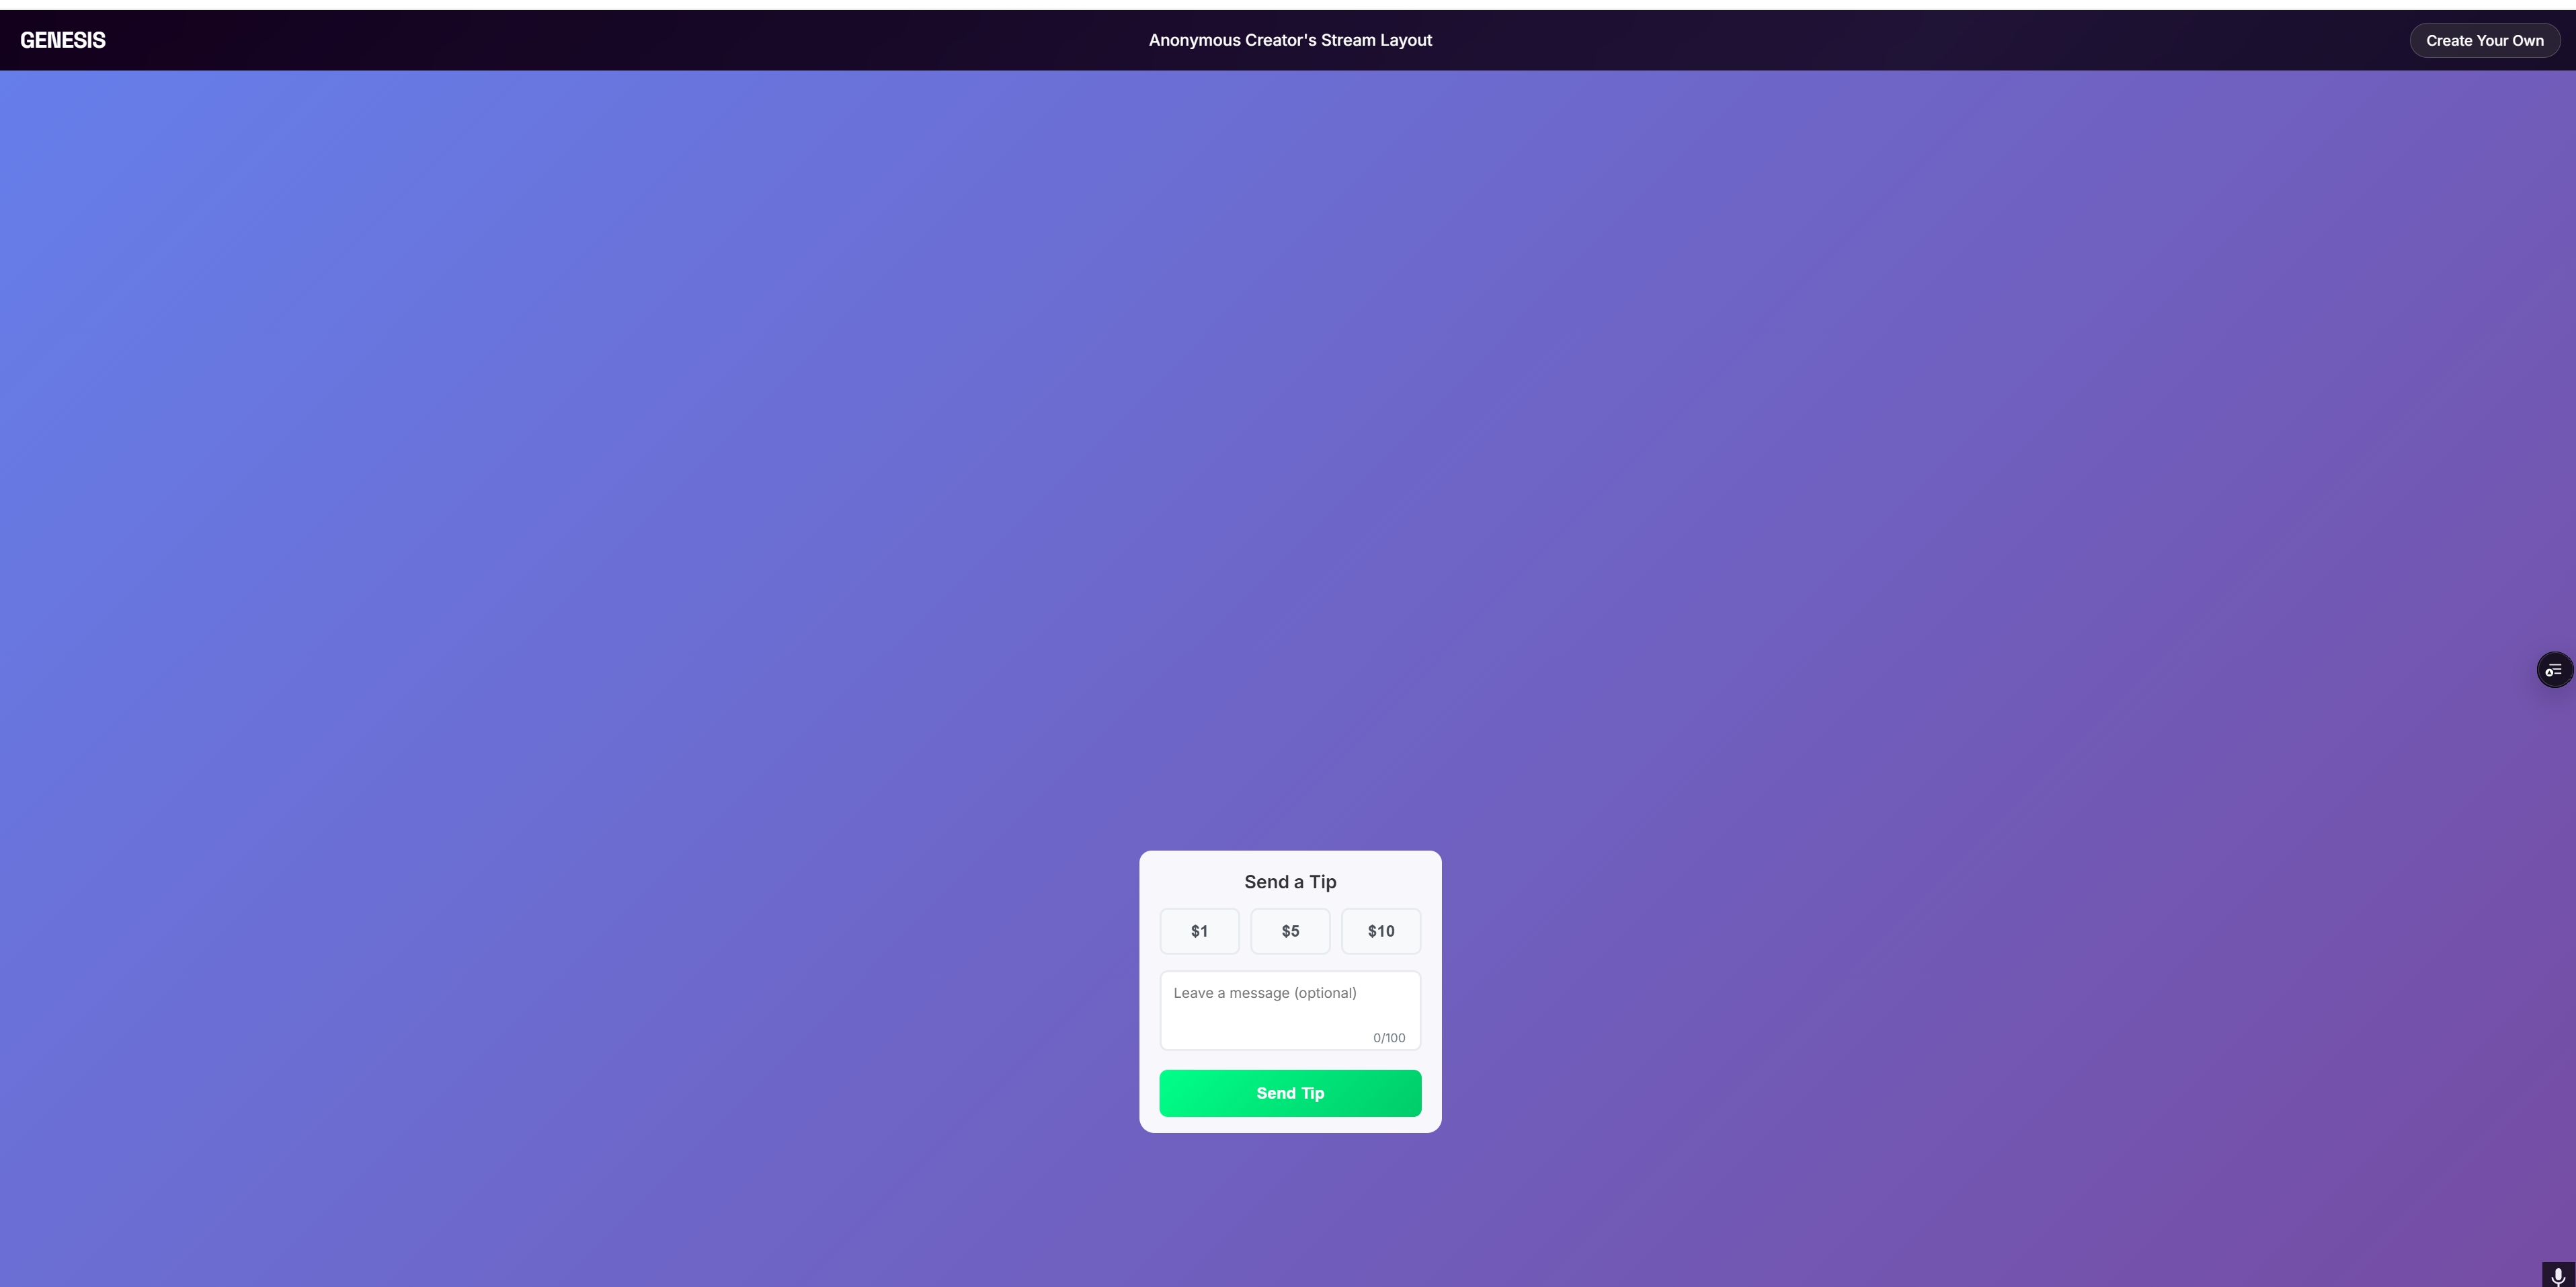 GENESIS
Anonymous Creator's Stream Layout
Create Your Own
Send a Tip
$1
$5
$10
Leave a message (optional)
0/100
Send Tip